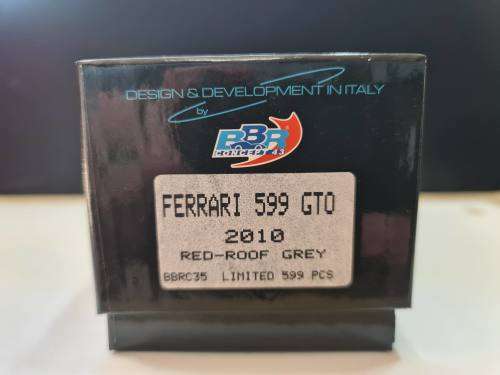 DESIGN & DEVELOPMENT IN ITALY
by
BBR
CONCEPT 43
FERRARI 599 GTO
2010
RED-ROOF GREY
BBRC35 LIMITED 599 PCS